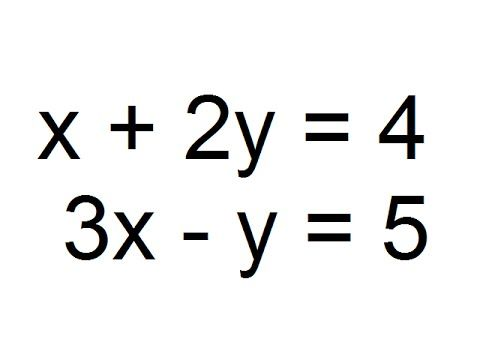 x + 2y = 4
3x - y = 5